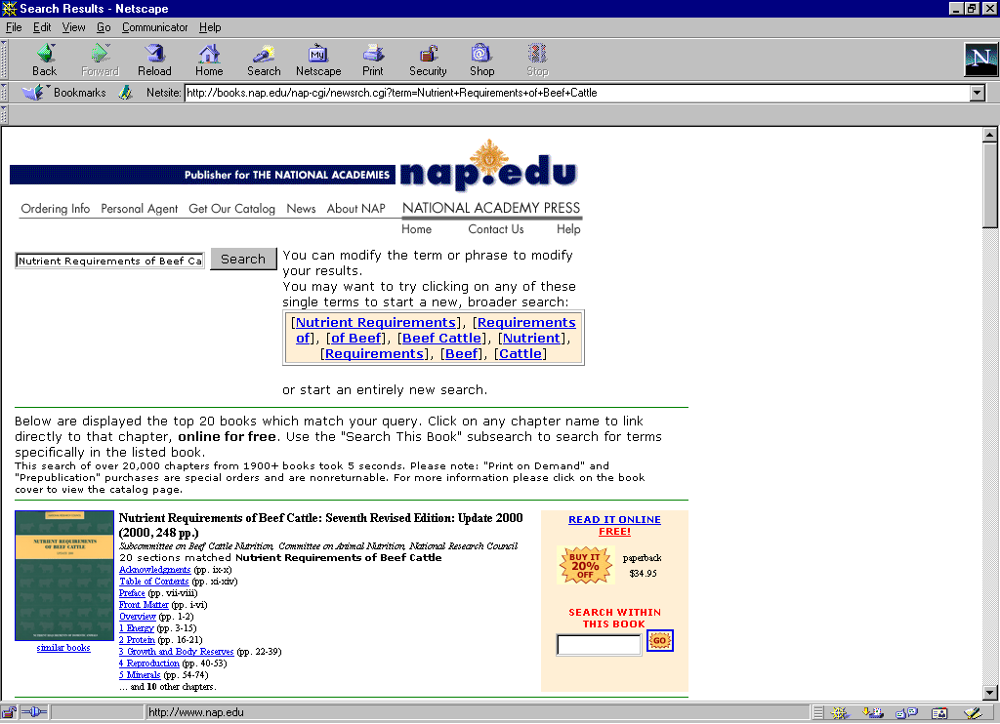 Search Results - Netscape
File Edit View Go Communicator Help
Back Forward Reload Home Search Netscape Print Security Shop Stop
Bookmarks Netsite: http://books.nap.edu/nap-cgi/newsrch.cgi?term=Nutrient+Requirements+of+Beef+Cattle
Publisher for THE NATIONAL ACADEMIES nap.edu
Ordering Info Personal Agent Get Our Catalog News About NAP NATIONAL ACADEMY PRESS
Home Contact Us Help
Nutrient Requirements of Beef Ca Search
You can modify the term or phrase to modify
your results.
You may want to try clicking on any of these
single terms to start a new, broader search:
[Nutrient Requirements], [Requirements
of], [of Beef], [Beef Cattle], [Nutrient],
[Requirements], [Beef], [Cattle]
or start an entirely new search.
Below are displayed the top 20 books which match your query. Click on any chapter name to link
directly to that chapter, online for free. Use the "Search This Book" subsearch to search for terms
specifically in the listed book.
This search of over 20,000 chapters from 1900+ books took 5 seconds. Please note: "Print on Demand" and
"Prepublication" purchases are special orders and are nonreturnable. For more information please click on the book
cover to view the catalog page.
NUTRIENT REQUIREMENTS
OF BEEF CATTLE
similar books
Nutrient Requirements of Beef Cattle: Seventh Revised Edition: Update 2000
(2000, 248 pp.)
Subcommittee on Beef Cattle Nutrition, Committee on Animal Nutrition, National Research Council
20 sections matched Nutrient Requirements of Beef Cattle
Acknowledgments (pp. ix-x)
Table of Contents (pp. xi-xiv)
Preface (pp. vii-viii)
Front Matter (pp. i-vi)
Overview (pp. 1-2)
1 Energy (pp. 3-15)
2 Protein (pp. 16-21)
3 Growth and Body Reserves (pp. 22-39)
4 Reproduction (pp. 40-53)
5 Minerals (pp. 54-74)
... and 10 other chapters.
READ IT ONLINE
FREE!
BUY IT
20%
OFF
paperback
$34.95
SEARCH WITHIN
THIS BOOK
GO
http://www.nap.edu